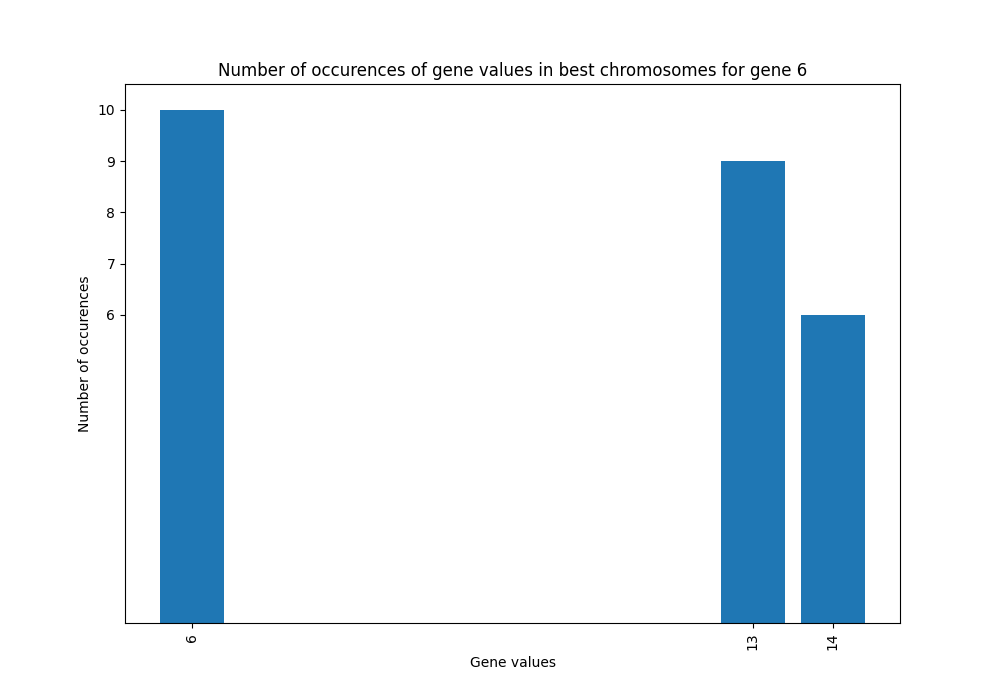 Number of occurences of gene values in best chromosomes for gene 6
10
9
8
7
6
Number of occurences
6
13
14
Gene values